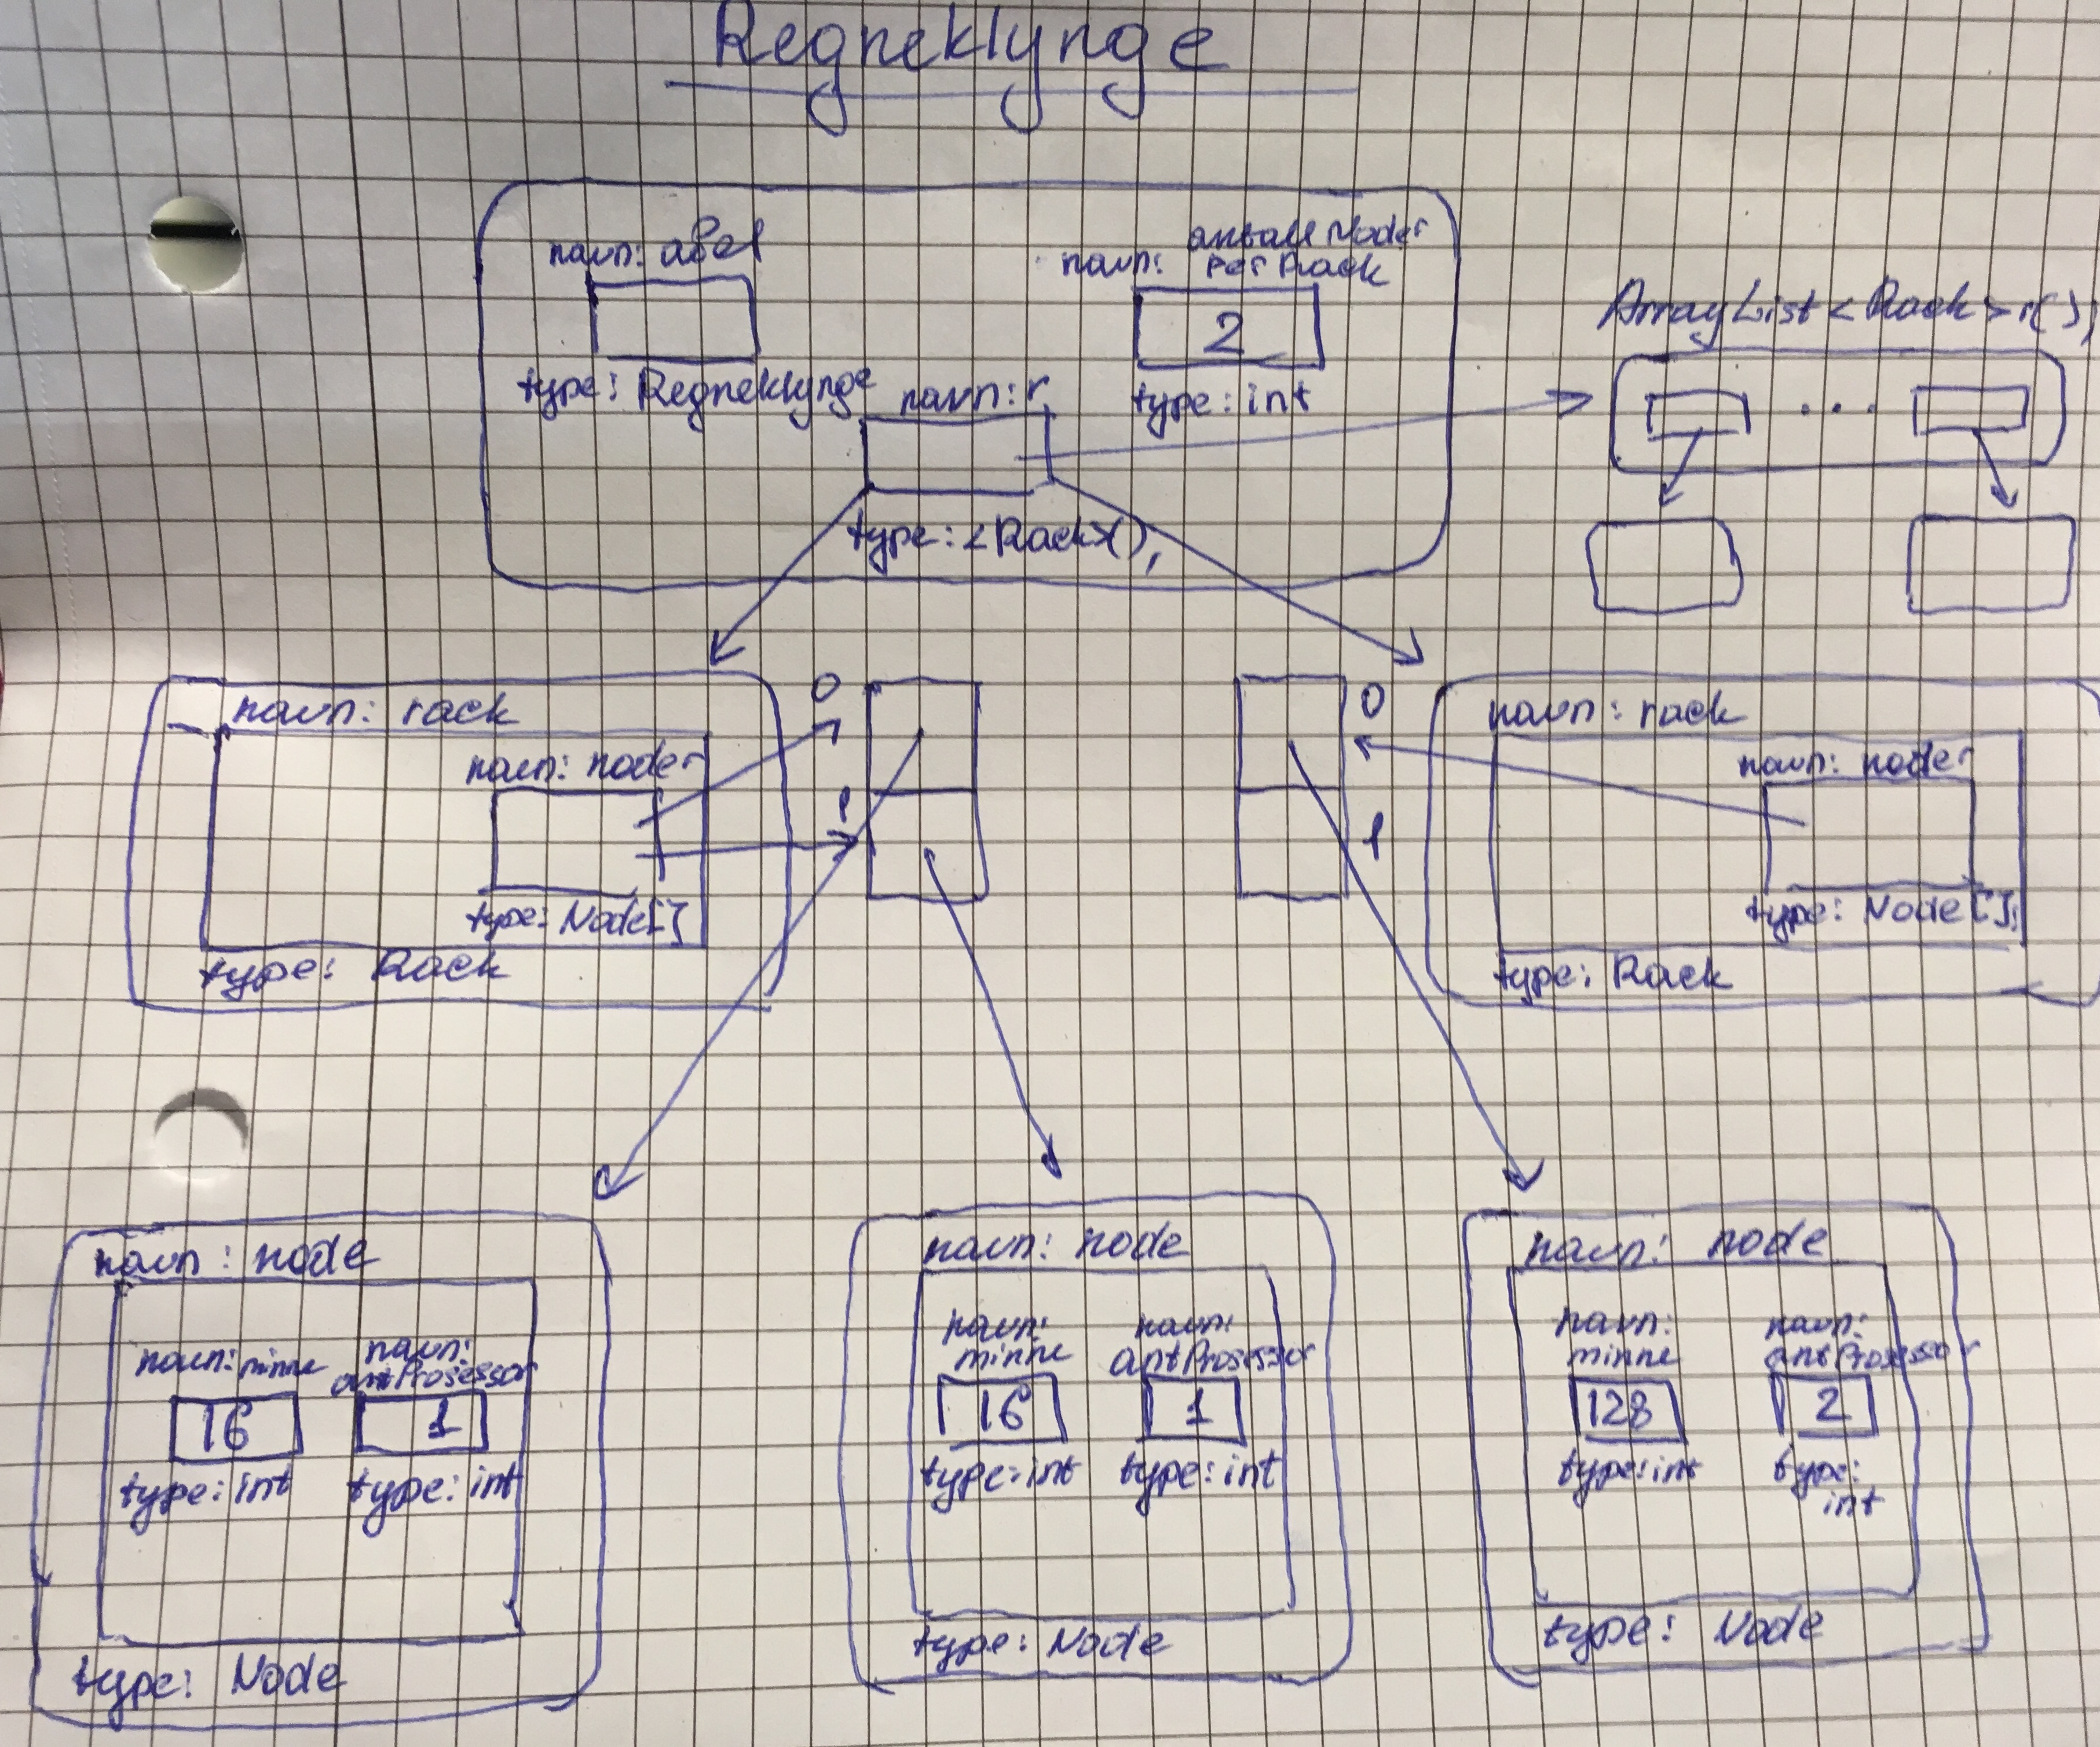 Regneklynge
navn: abel
navn: antall Noder
per Rack
2
type: Regneklynge
type: int
navn: r
type: <Rack>();
ArrayList<Rack>r();
...
navn: rack
navn: noder
type: Node[]
type: Rack
0
1
0
1
navn: rack
navn: noder
type: Node[];
type: Rack
navn: node
navn: minne
navn:
antProsessor
16
1
type: int
type: int
type: Node
navn: node
navn:
minne
navn:
antProsessor
16
1
type: int
type: int
type: Node
navn: node
navn:
minne
navn:
antProsessor
128
2
type: int
type:
int
type: Node